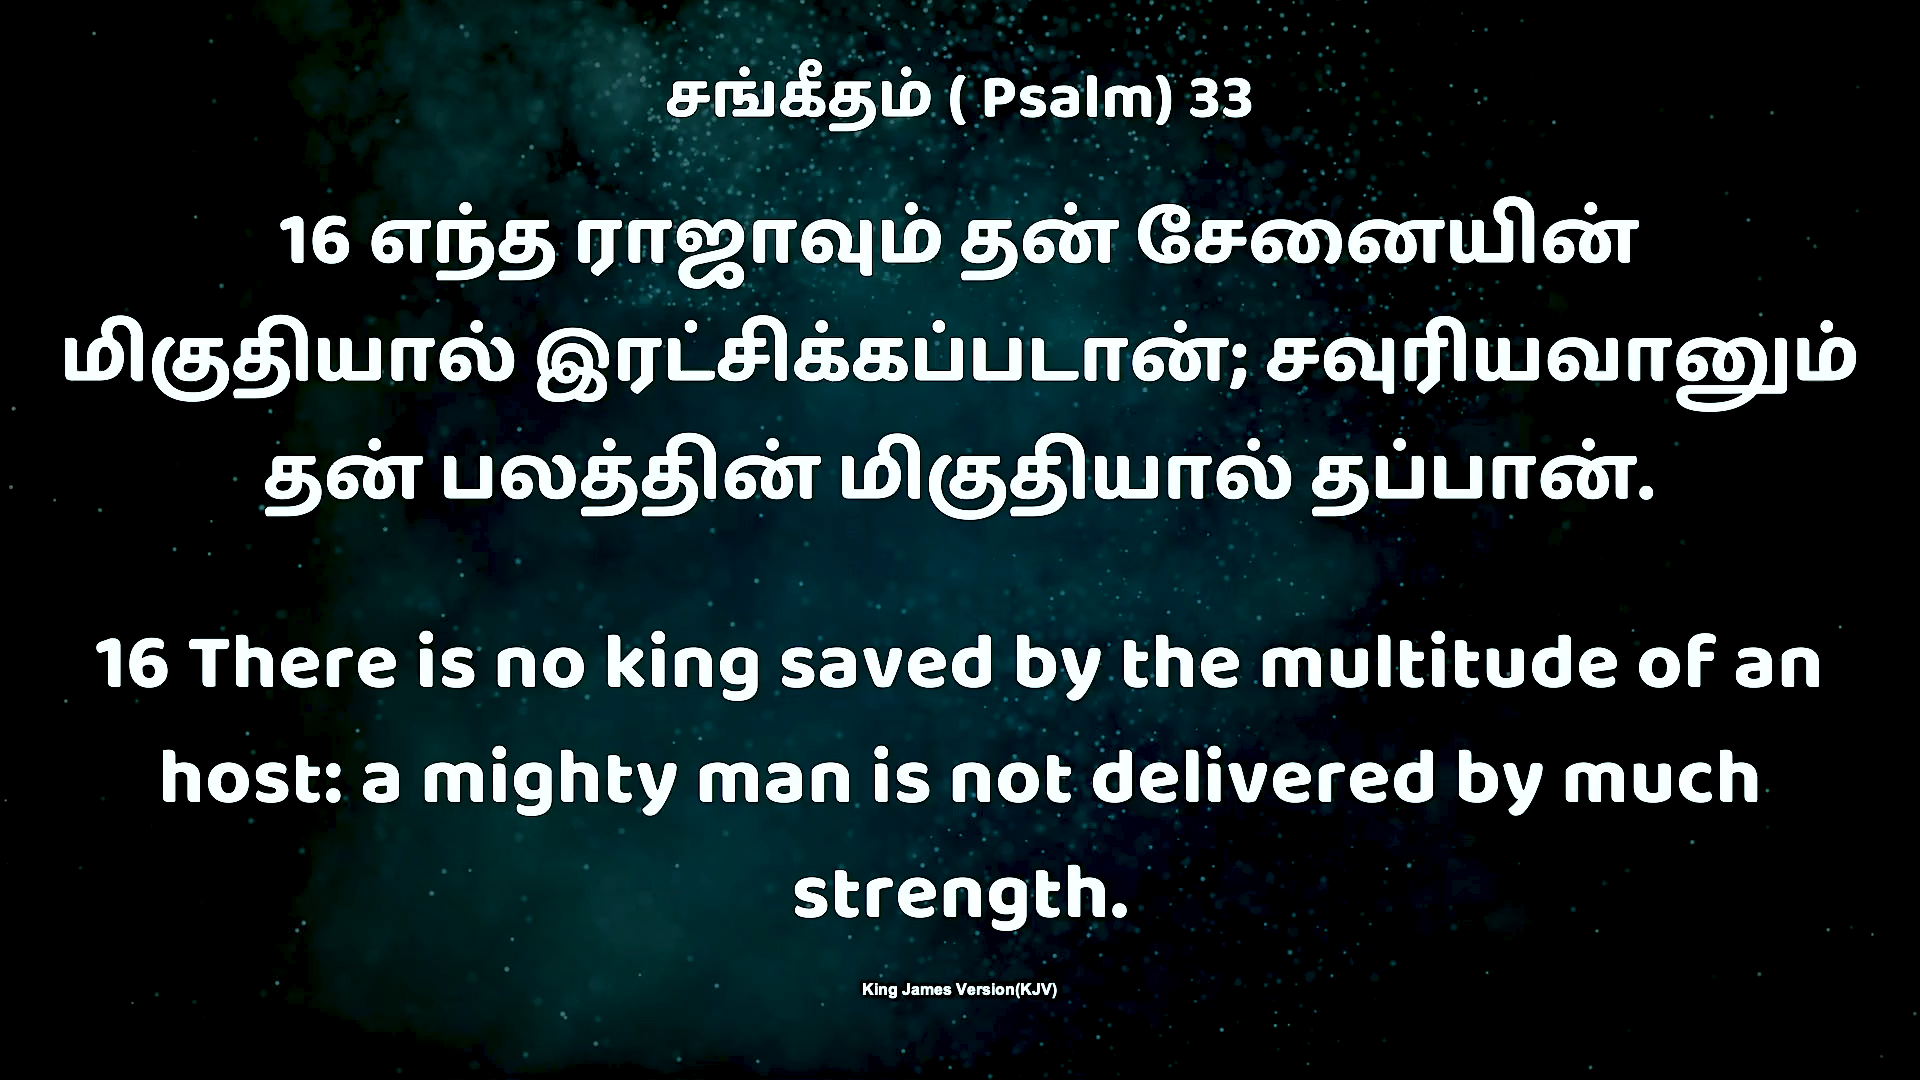 சங்கீதம் ( Psalm) 33
16 எந்த ராஜாவும் தன் சேனையின்
மிகுதியால் இரட்சிக்கப்படான்; சவுரியவானும்
தன் பலத்தின் மிகுதியால் தப்பான்.
16 There is no king saved by the multitude of an
host: a mighty man is not delivered by much
strength.
King James Version(KJV)